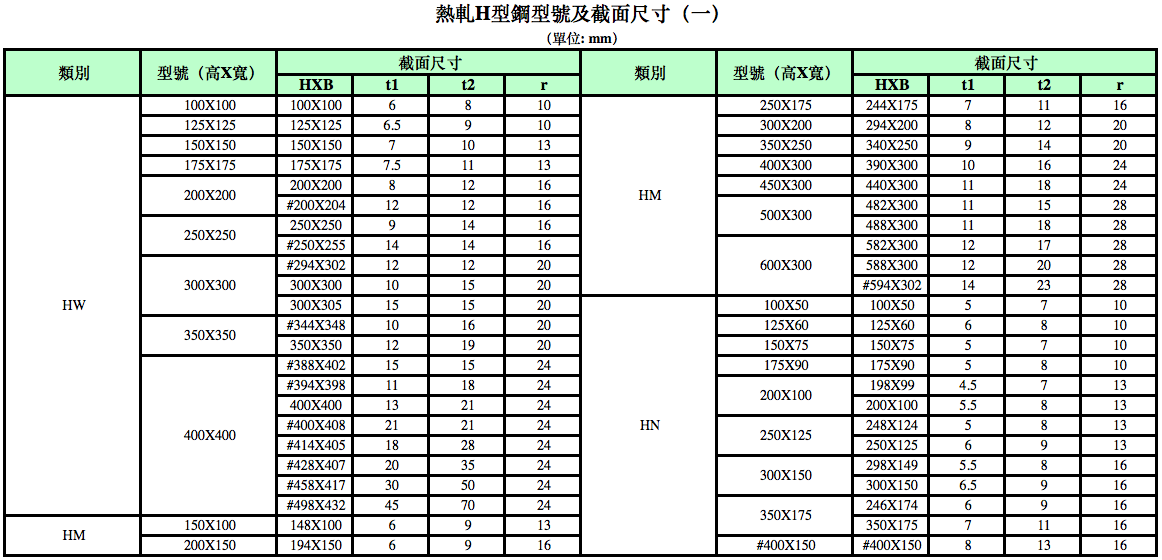 熱軋H型鋼型號及截面尺寸（一）
（單位: mm）
類別 型號（高X寬） 截面尺寸 類別 型號（高X寬） 截面尺寸
HXB t1 t2 r HXB t1 t2 r
100X100 100X100 6 8 10 250X175 244X175 7 11 16
125X125 125X125 6.5 9 10 300X200 294X200 8 12 20
150X150 150X150 7 10 13 350X250 340X250 9 14 20
175X175 175X175 7.5 11 13 400X300 390X300 10 16 24
200X200 200X200 8 12 16 450X300 440X300 11 18 24
#200X204 12 12 16 HM 500X300 482X300 11 15 28
250X250 250X250 9 14 16 488X300 11 18 28
#250X255 14 14 16 600X300 582X300 12 17 28
300X300 #294X302 12 12 20 588X300 12 20 28
300X300 10 15 20 #594X302 14 23 28
HW 300X305 15 15 20 100X50 100X50 5 7 10
350X350 #344X348 10 16 20 125X60 125X60 6 8 10
350X350 12 19 20 150X75 150X75 5 7 10
400X400 #388X402 15 15 24 175X90 175X90 5 8 10
#394X398 11 18 24 200X100 198X99 4.5 7 13
400X400 13 21 24 200X100 5.5 8 13
#400X408 21 21 24 HN 250X125 248X124 5 8 13
#414X405 18 28 24 250X125 6 9 13
#428X407 20 35 24 300X150 298X149 5.5 8 16
#458X417 30 50 24 300X150 6.5 9 16
#498X432 45 70 24 350X175 246X174 6 9 16
HM 150X100 148X100 6 9 13 350X175 7 11 16
200X150 194X150 6 9 16 #400X150 #400X150 8 13 16